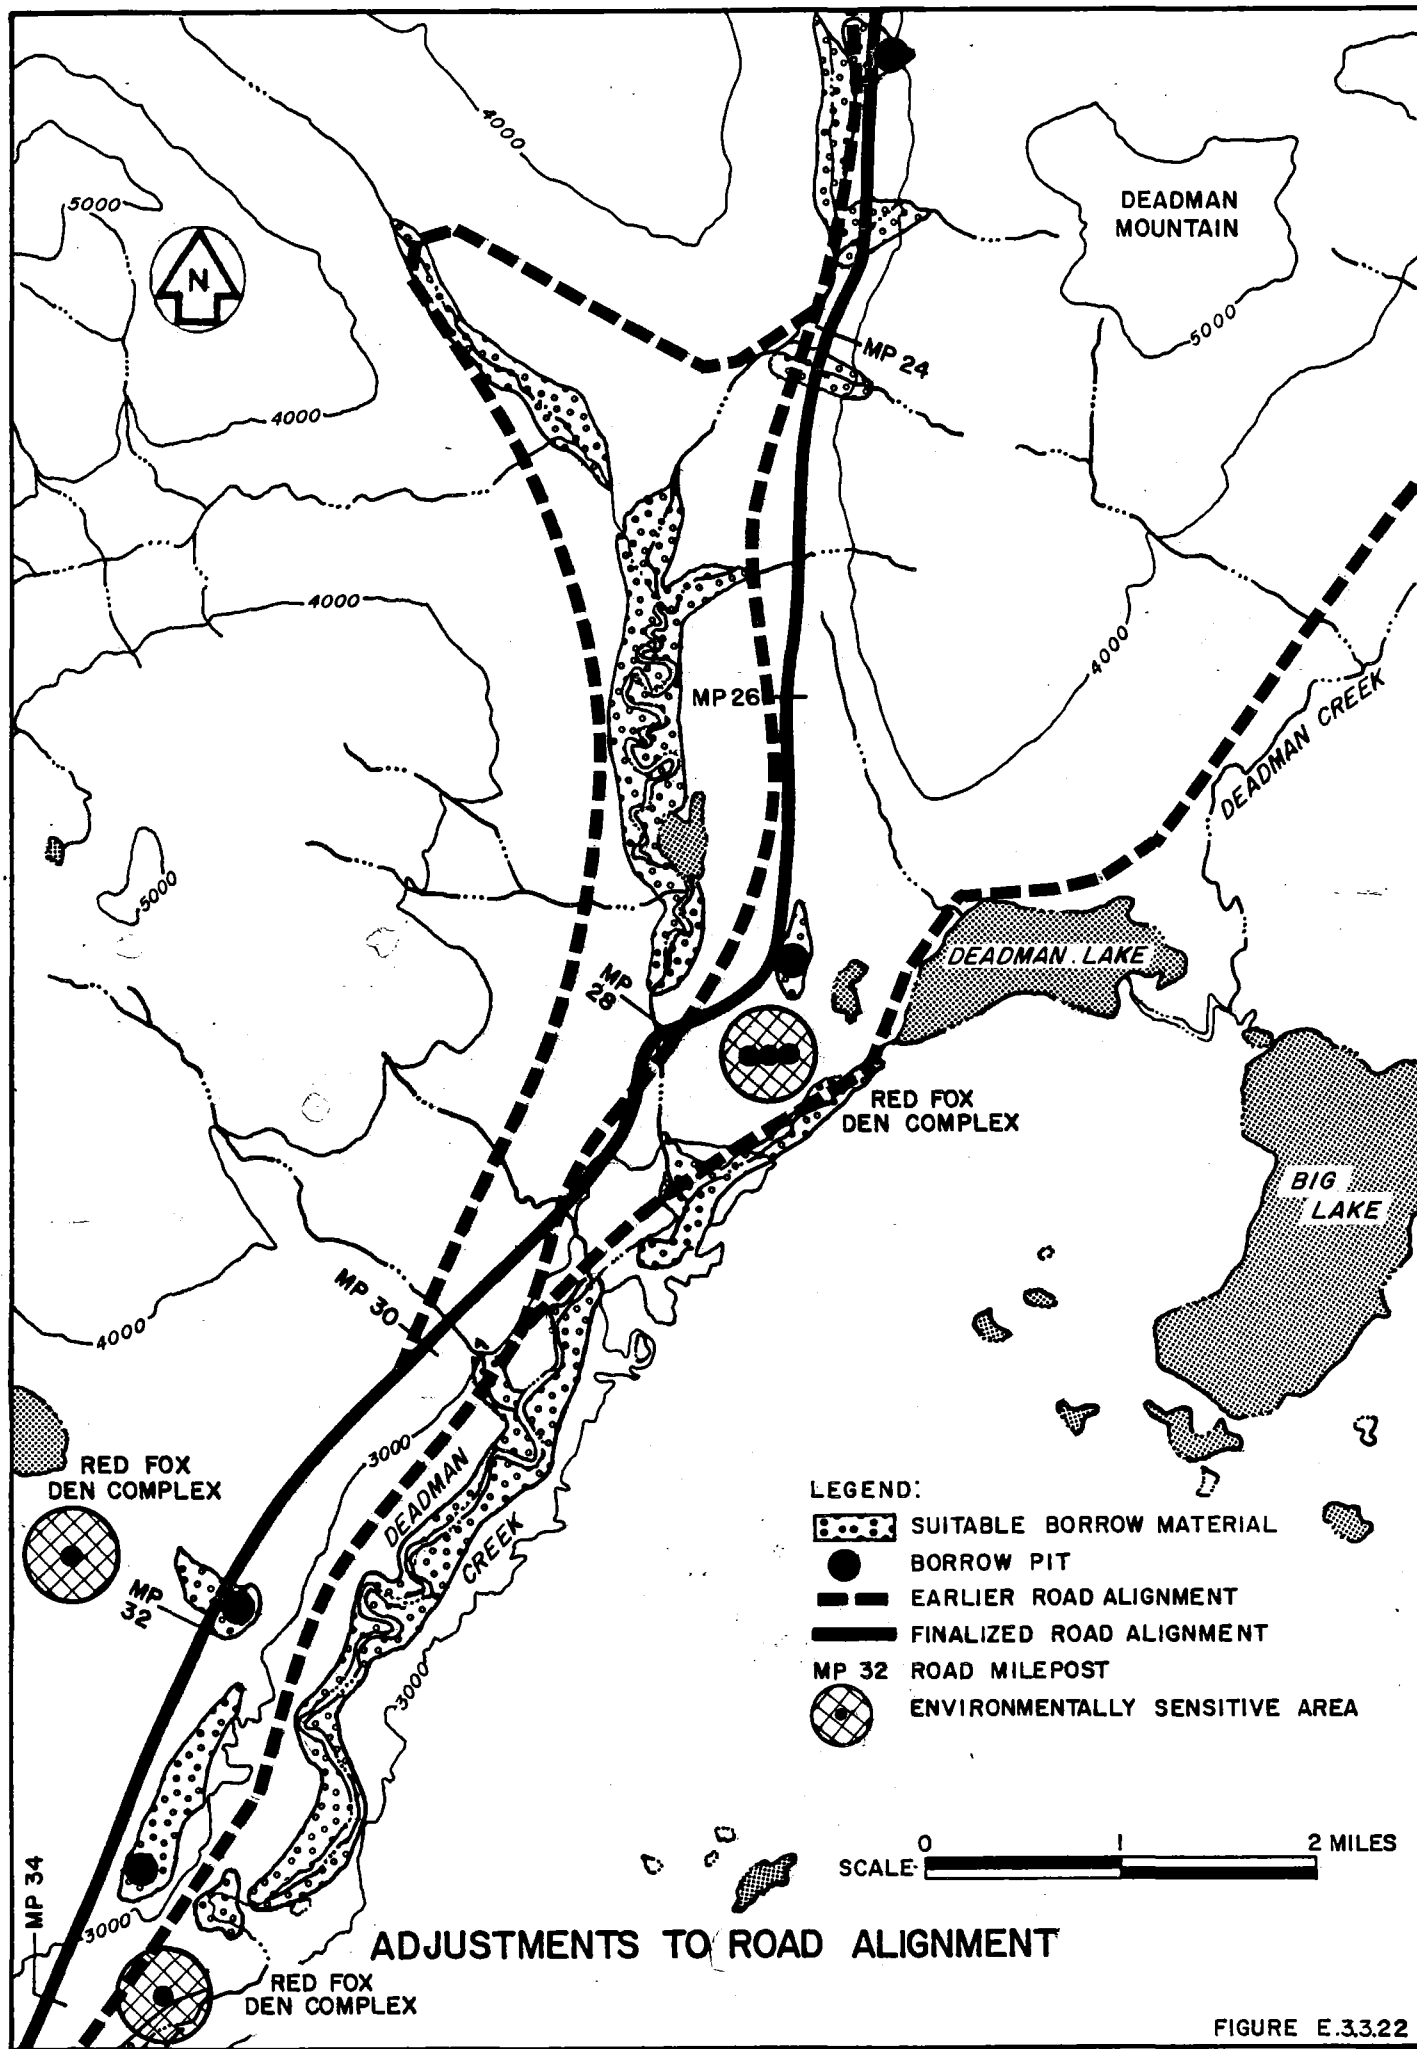 4000
5000
DEADMAN
MOUNTAIN
N
5000
MP 24
4000
4000
4000
MP 26
DEADMAN CREEK
5000
DEADMAN LAKE
MP
28
RED FOX
DEN COMPLEX
BIG
LAKE
MP 30
4000
3000
DEADMAN
CREEK
RED FOX
DEN COMPLEX
MP
32
3000
LEGEND:
SUITABLE BORROW MATERIAL
BORROW PIT
EARLIER ROAD ALIGNMENT
FINALIZED ROAD ALIGNMENT
MP 32 ROAD MILEPOST
ENVIRONMENTALLY SENSITIVE AREA
0 1 2 MILES
SCALE
MP 34
3000
ADJUSTMENTS TO ROAD ALIGNMENT
RED FOX
DEN COMPLEX
FIGURE E.3.3.22